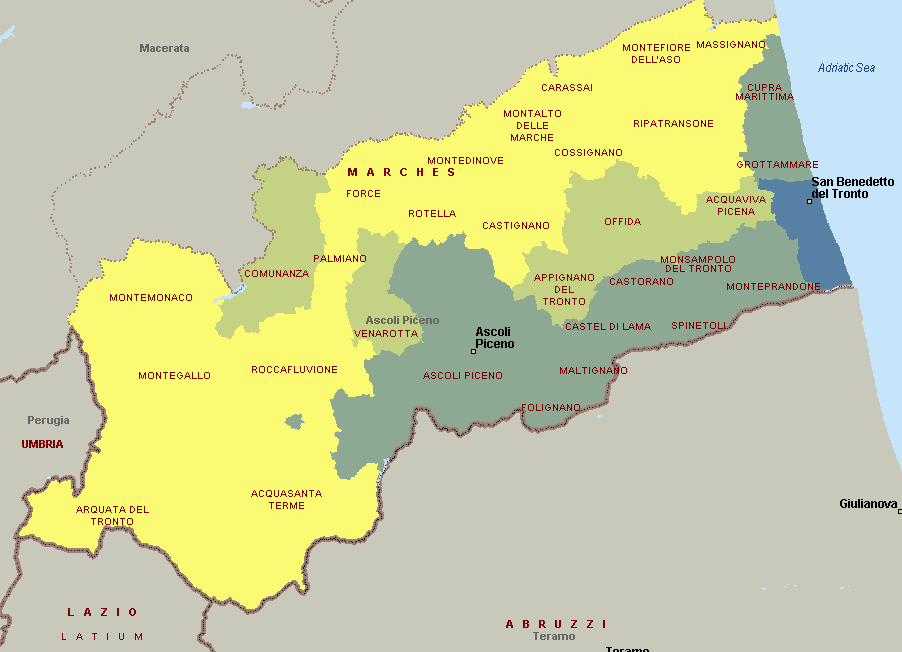 Macerata
MONTEFIORE
DELL'ASO
MASSIGNANO
Adriatic Sea
CARASSAI
CUPRA
MARITTIMA
MONTALTO
DELLE
MARCHE
RIPATRANSONE
COSSIGNANO
MONTEDINOVE
GROTTAMMARE
MARCHES
San Benedetto
del Tronto
FORCE
ACQUAVIVA
PICENA
ROTELLA
OFFIDA
CASTIGNANO
PALMIANO
MONSAMPOLO
DEL TRONTO
COMUNANZA
APPIGNANO
DEL
TRONTO
CASTORANO
MONTEPRANDONE
MONTEMONACO
Ascoli Piceno
VENAROTTA
Ascoli
Piceno
CASTEL DI LAMA
SPINETOLI
ROCCAFLUVIONE
MONTEGALLO
ASCOLI PICENO
MALTIGNANO
FOLIGNANO
Perugia
UMBRIA
ACQUASANTA
TERME
ARQUATA DEL
TRONTO
Giulianova
LAZIO
LATIUM
ABRUZZI
Teramo
Teramo